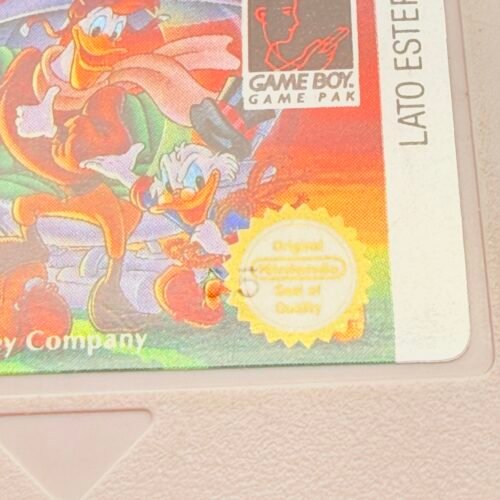 GAME BOY.
GAME PAK
LATO ESTER
Original
Nintendo
Seal of
Quality
ey Company